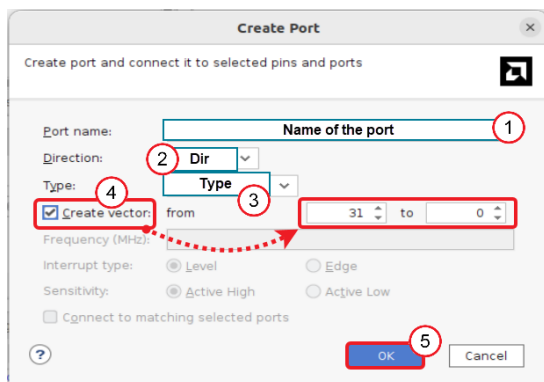 Create Port
Create port and connect it to selected pins and ports
Port name: Name of the port 1
Direction: 2 Dir
Type: Type
4 3
Create vector: from 31 to 0
Frequency (MHz):
Interrupt type: Level Edge
Sensitivity: Active High Active Low
Connect to matching selected ports
5
? OK Cancel